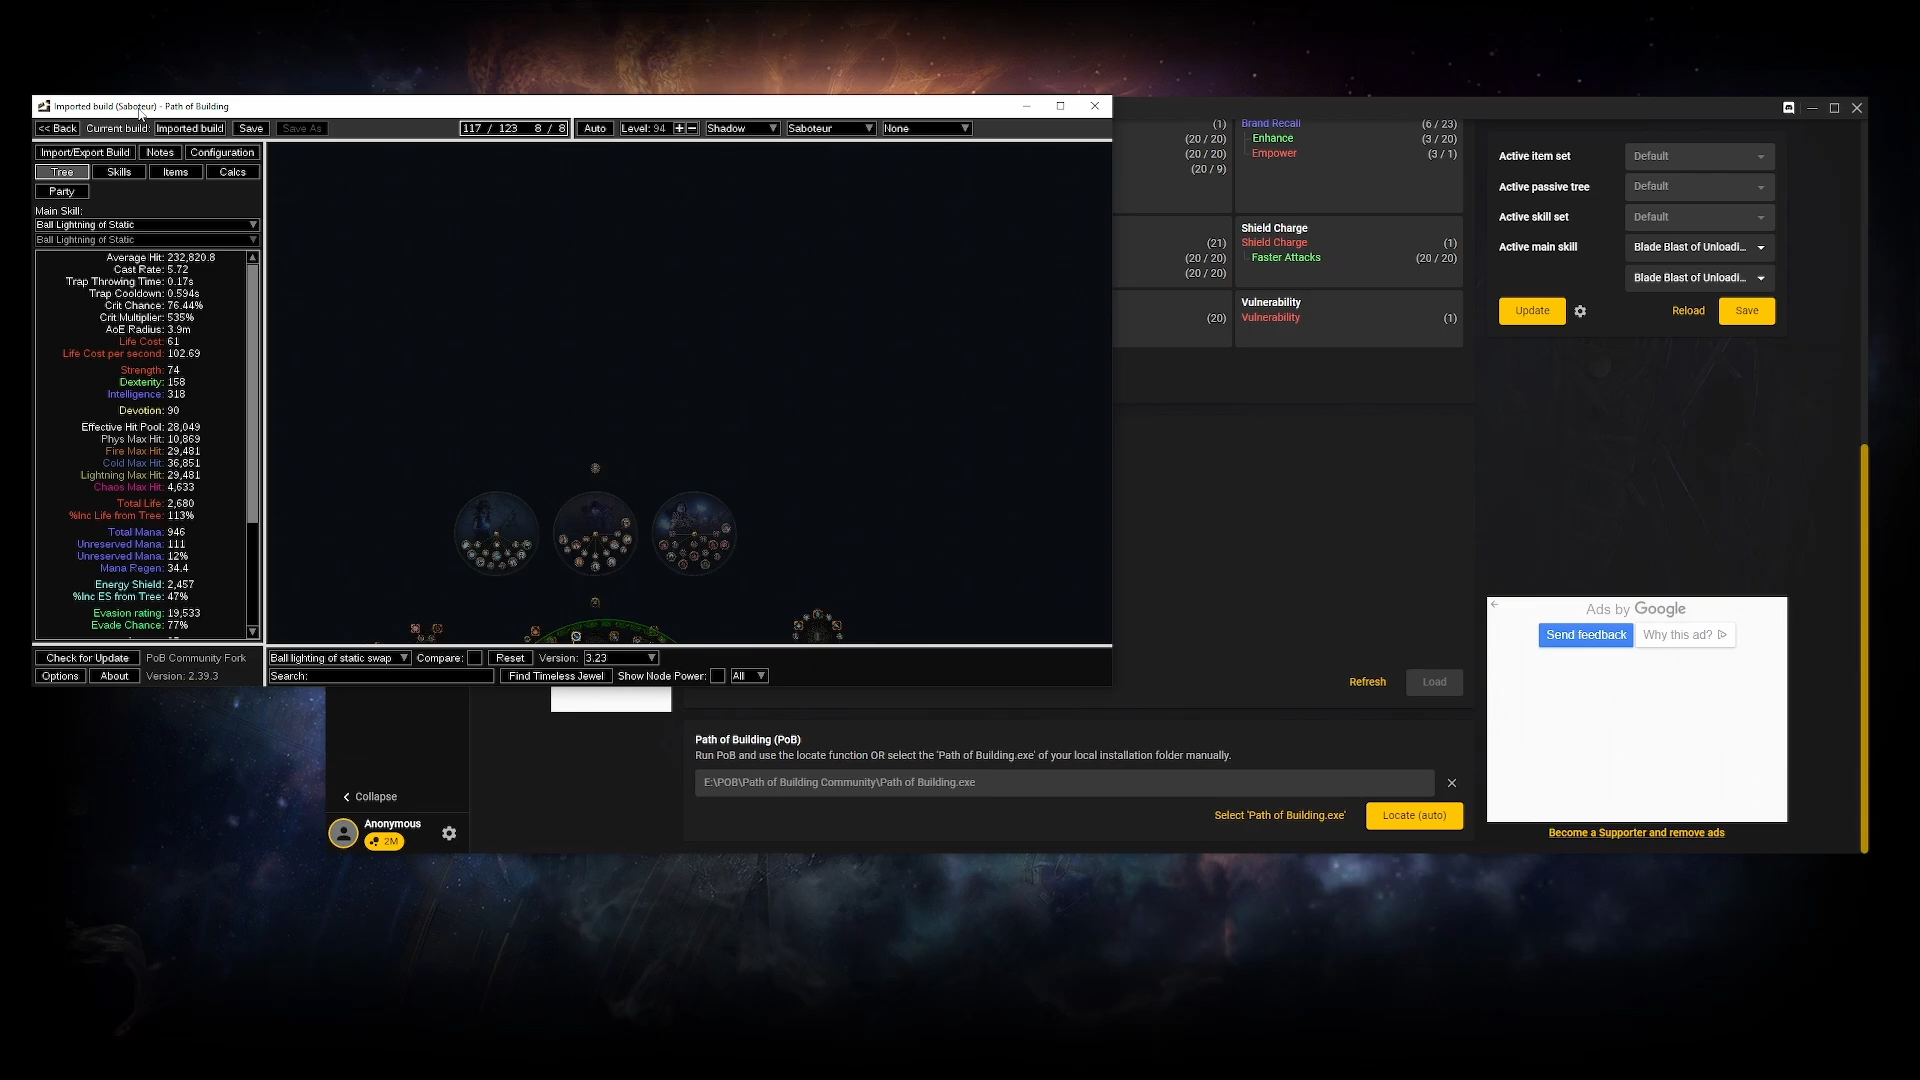 Imported build (Saboteur) - Path of Building
<< Back Current build: Imported build Save Save As 117 / 123 8 / 8 Auto Level: 94 + − Shadow Saboteur None
Import/Export Build Notes Configuration
Tree Skills Items Calcs
Party
Main Skill:
Ball Lightning of Static
Ball Lightning of Static
Average Hit: 232,820.8
Cast Rate: 5.72
Trap Throwing Time: 0.17s
Trap Cooldown: 0.594s
Crit Chance: 76.44%
Crit Multiplier: 535%
AoE Radius: 3.9m
Life Cost: 61
Life Cost per second: 102.69
Strength: 74
Dexterity: 158
Intelligence: 318
Devotion: 90
Effective Hit Pool: 28,049
Phys Max Hit: 10,869
Fire Max Hit: 29,481
Cold Max Hit: 36,851
Lightning Max Hit: 29,481
Chaos Max Hit: 4,633
Total Life: 2,680
%Inc Life from Tree: 113%
Total Mana: 946
Unreserved Mana: 111
Unreserved Mana: 12%
Mana Regen: 34.4
Energy Shield: 2,457
%Inc ES from Tree: 47%
Evasion rating: 19,533
Evade Chance: 77%
Check for Update PoB Community Fork
Options About Version: 2.39.3
Ball lighting of static swap Compare: Reset Version: 3.23
Search: Find Timeless Jewel Show Node Power: All
(1) Brand Recall (6 / 23)
(20 / 20) Enhance (3 / 20)
(20 / 20) Empower (3 / 1)
(20 / 9)
Shield Charge
(21) Shield Charge (1)
(20 / 20) Faster Attacks (20 / 20)
(20 / 20)
Vulnerability
(20) Vulnerability (1)
Active item set Default
Active passive tree Default
Active skill set Default
Active main skill Blade Blast of Unloadi...
Blade Blast of Unloadi...
Update Reload Save
Refresh Load
Path of Building (PoB)
Run PoB and use the locate function OR select the 'Path of Building.exe' of your local installation folder manually.
E:\POB\Path of Building Community\Path of Building.exe
Select 'Path of Building.exe' Locate (auto)
Collapse
Anonymous
2M
Ads by Google
Send feedback Why this ad?
Become a Supporter and remove ads